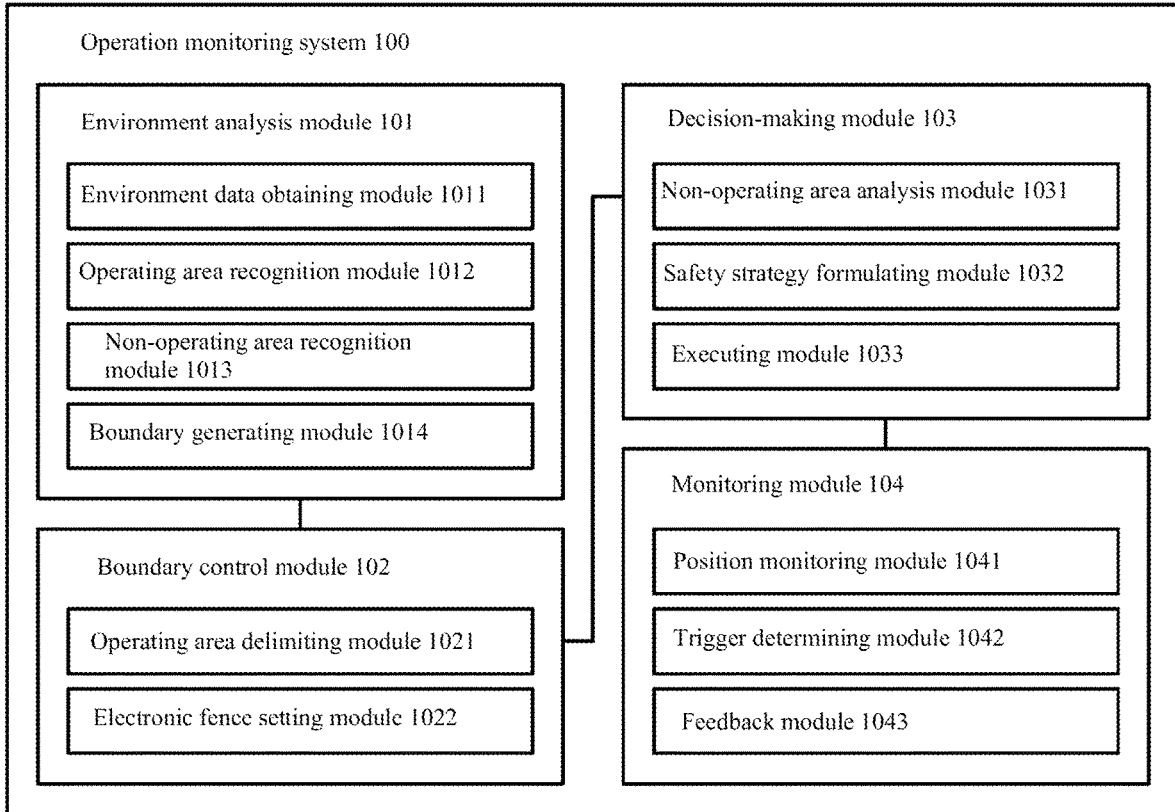 Operation monitoring system 100
Environment analysis module 101
Environment data obtaining module 1011
Operating area recognition module 1012
Non-operating area recognition
module 1013
Boundary generating module 1014
Boundary control module 102
Operating area delimiting module 1021
Electronic fence setting module 1022
Decision-making module 103
Non-operating area analysis module 1031
Safety strategy formulating module 1032
Executing module 1033
Monitoring module 104
Position monitoring module 1041
Trigger determining module 1042
Feedback module 1043